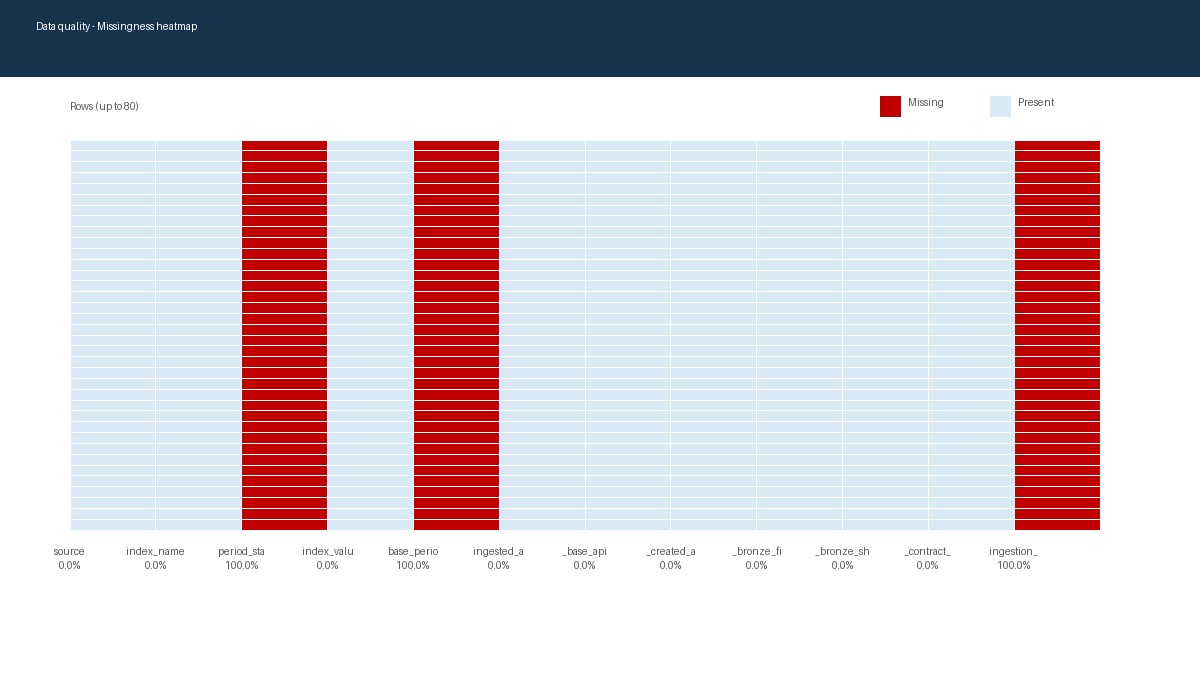 Data quality - Missingness heatmap
Rows (up to 80)
Missing
Present
source index_name period_sta index_valu base_perio ingested_a _base_api _created_a _bronze_fi _bronze_sh _contract_ ingestion_
0.0% 0.0% 100.0% 0.0% 100.0% 0.0% 0.0% 0.0% 0.0% 0.0% 0.0% 100.0%